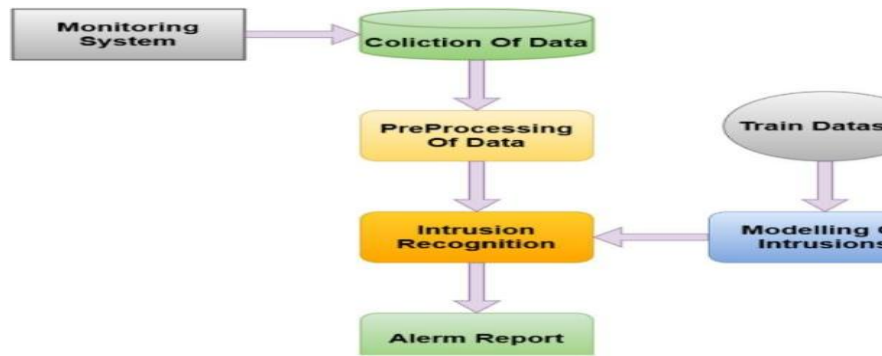 Monitoring
System
Coliction Of Data
PreProcessing
Of Data
Train Datas
Intrusion
Recognition
Modelling
Intrusions
Alerm Report